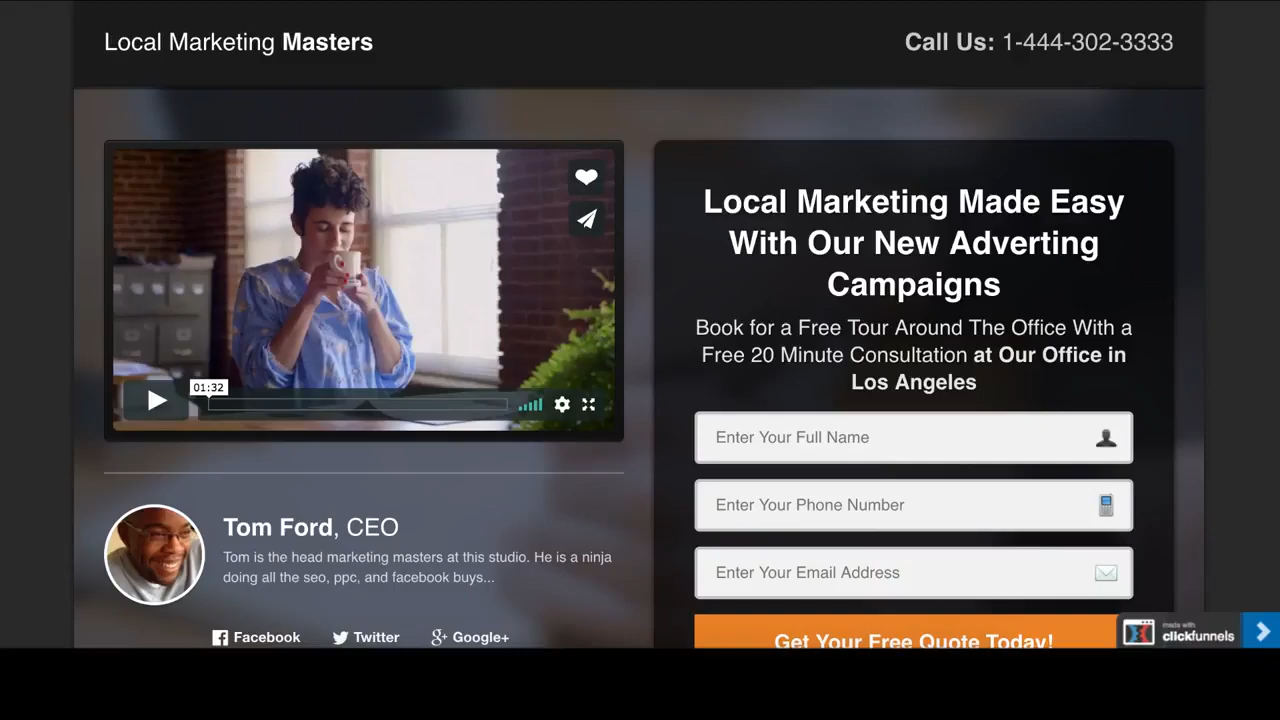 Local Marketing Masters
Call Us: 1-444-302-3333
01:32
Tom Ford, CEO
Tom is the head marketing masters at this studio. He is a ninja
doing all the seo, ppc, and facebook buys...
Facebook
Twitter
Google+
Local Marketing Made Easy
With Our New Adverting
Campaigns
Book for a Free Tour Around The Office With a
Free 20 Minute Consultation at Our Office in
Los Angeles
Enter Your Full Name
Enter Your Phone Number
Enter Your Email Address
Get Your Free Quote Today!
made with
clickfunnels